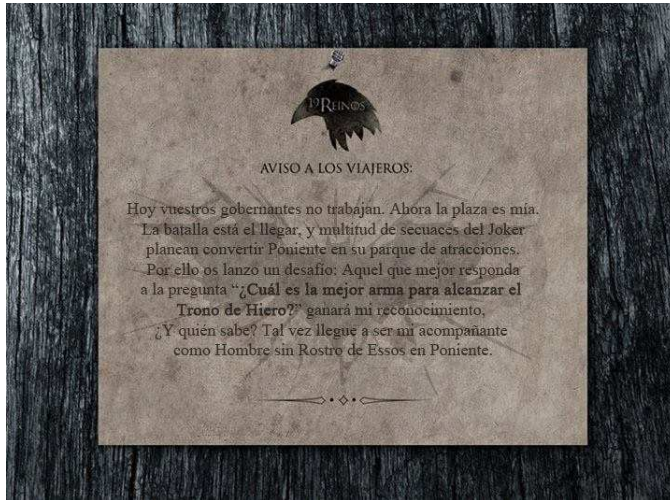 19REINOS
AVISO A LOS VIAJEROS:
Hoy vuestros gobernantes no trabajan. Ahora la plaza es mía.
La batalla está el llegar, y multitud de secuaces del Joker
planean convertir Poniente en su parque de atracciones.
Por ello os lanzo un desafío: Aquel que mejor responda
a la pregunta “¿Cuál es la mejor arma para alcanzar el
Trono de Hiero?” ganará mi reconocimiento,
¿Y quién sabe? Tal vez llegue a ser mi acompañante
como Hombre sin Rostro de Essos en Poniente.